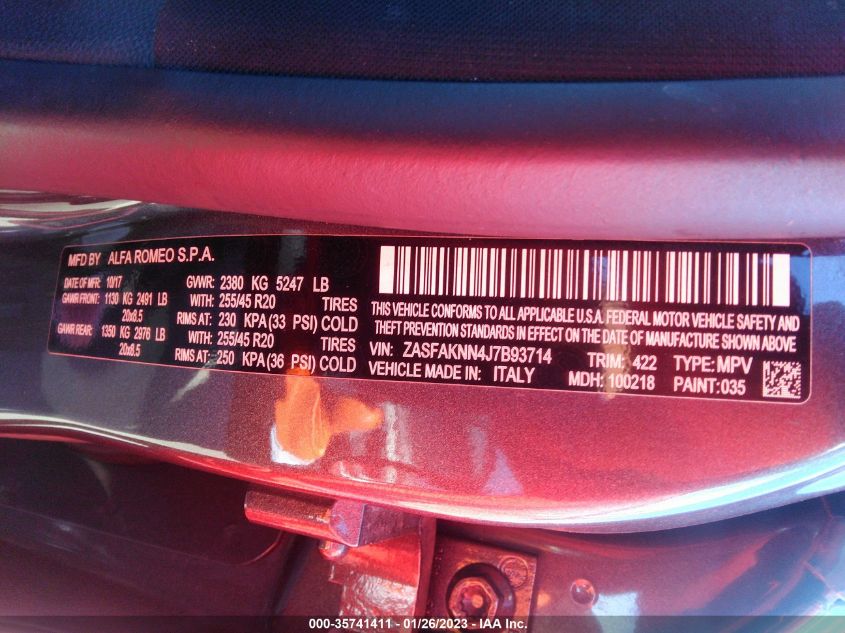 MFD BY ALFA ROMEO S.P.A.
DATE OF MFR: 10/17 GVWR: 2380 KG 5247 LB
GAWR FRONT: 1130 KG 2491 LB WITH: 255/45 R20 TIRES
20x8.5 RIMS AT: 230 KPA (33 PSI) COLD
GAWR REAR: 1350 KG 2976 LB WITH: 255/45 R20 TIRES
20x8.5 RIMS AT: 250 KPA (36 PSI) COLD
THIS VEHICLE CONFORMS TO ALL APPLICABLE U.S.A. FEDERAL MOTOR VEHICLE SAFETY AND
THEFT PREVENTION STANDARDS IN EFFECT ON THE DATE OF MANUFACTURE SHOWN ABOVE.
VIN: ZASFAKNN4J7B93714 TRIM: 422 TYPE: MPV
VEHICLE MADE IN: ITALY MDH: 100218 PAINT: 035
000-35741411 - 01/26/2023 - IAA Inc.